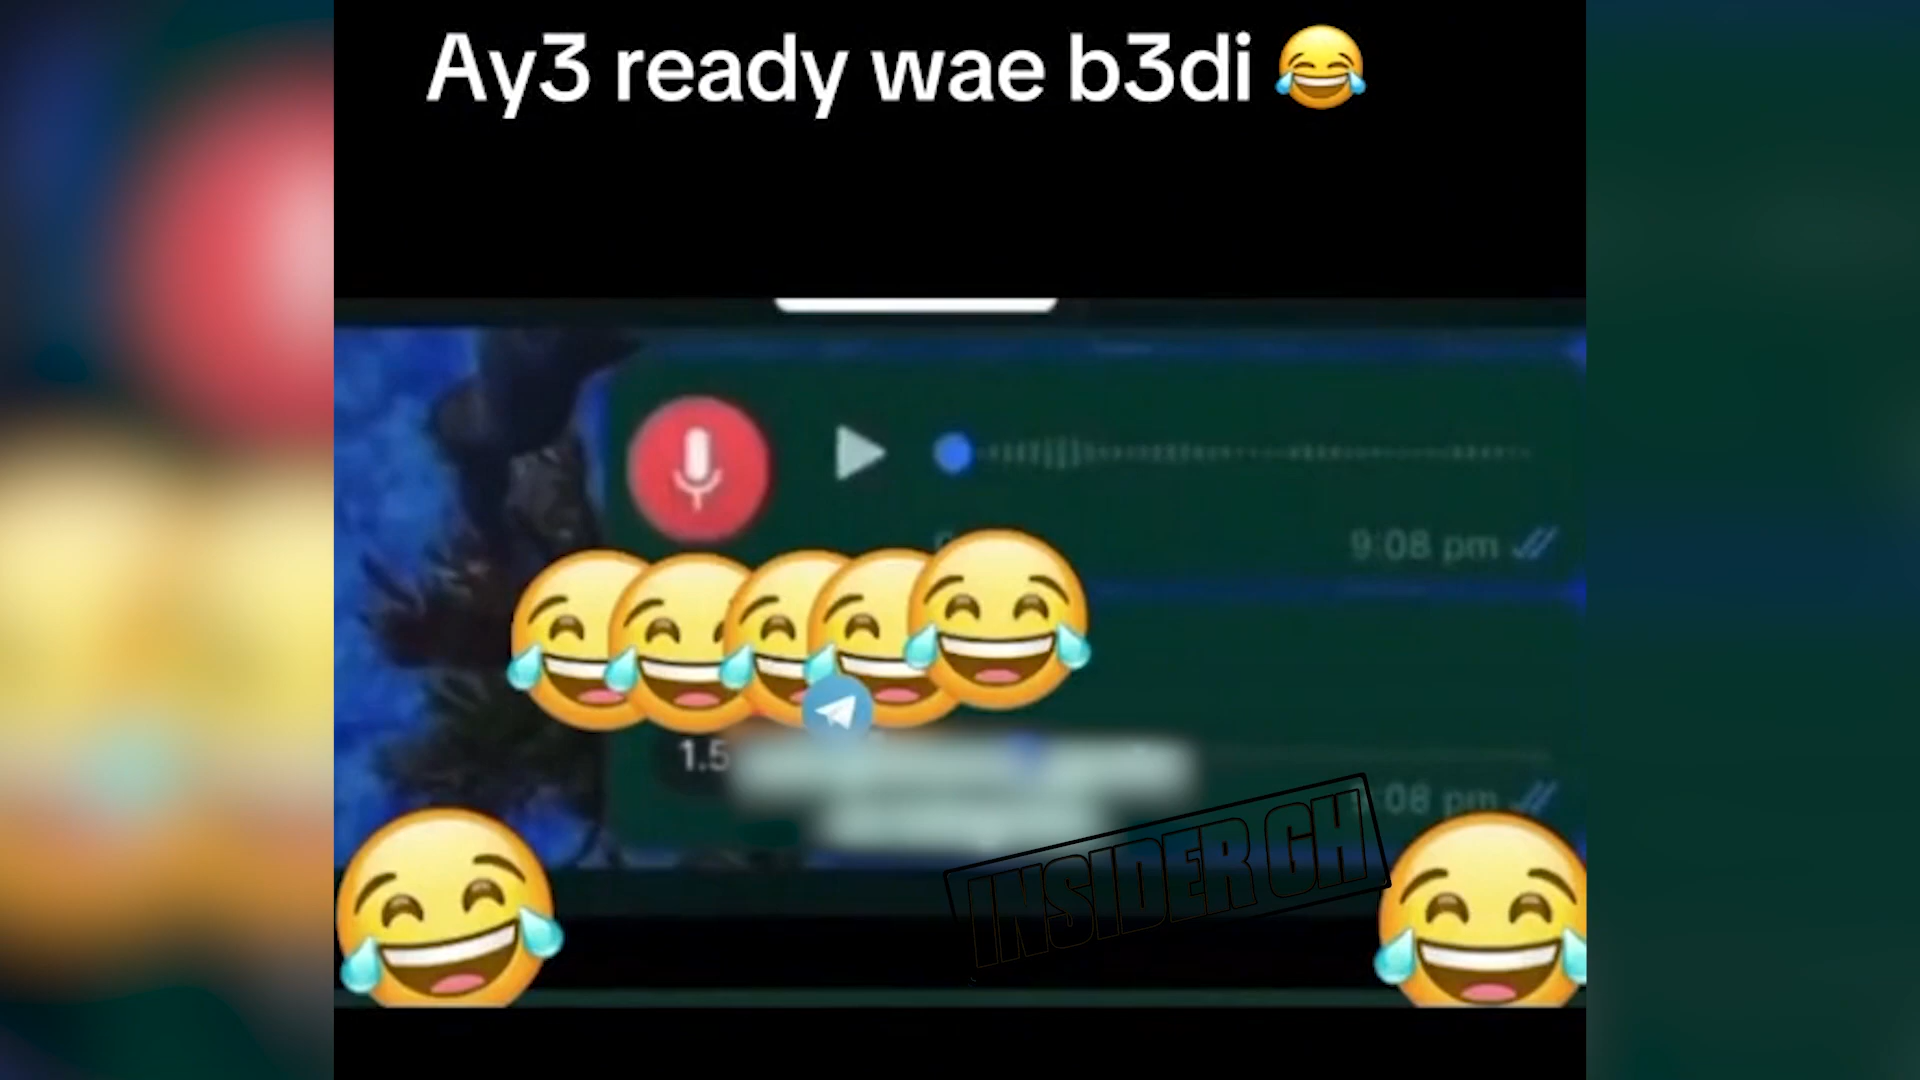 Ay3 ready wae b3di 😂
9:08 pm
1.5
:08 pm
INSIDER GH